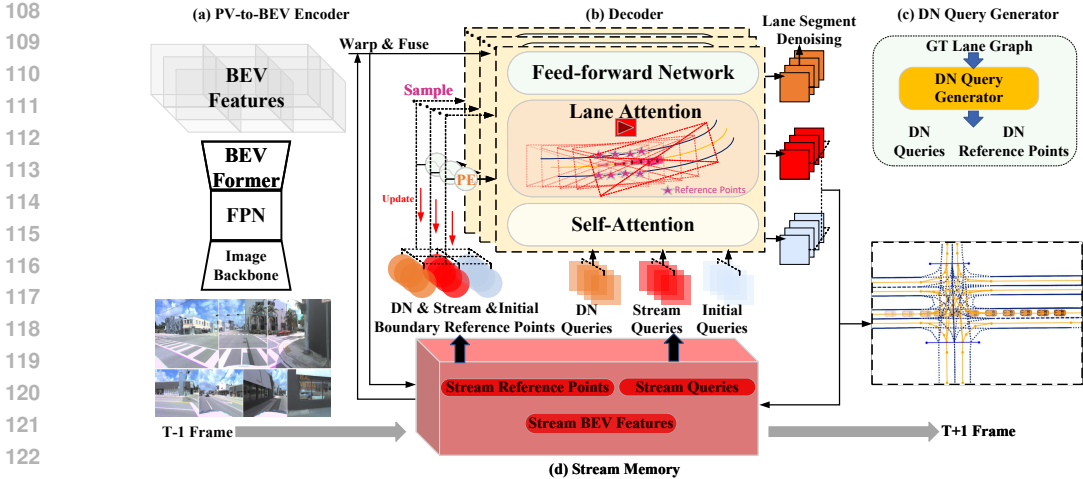 108
109
110
111
112
113
114
115
116
117
118
119
120
121
122
(a) PV-to-BEV Encoder
BEV
Features
BEV
Former
FPN
Image
Backbone
T-1 Frame
Warp & Fuse
Sample
PE
Update
DN & Stream &Initial
Boundary Reference Points
(b) Decoder
Feed-forward Network
Lane Attention
Reference Points
Self-Attention
DN
Queries
Stream
Queries
Initial
Queries
Lane Segment
Denoising
(c) DN Query Generator
GT Lane Graph
DN Query
Generator
DN
Queries
DN
Reference Points
Stream Reference Points
Stream Queries
Stream BEV Features
(d) Stream Memory
T+1 Frame